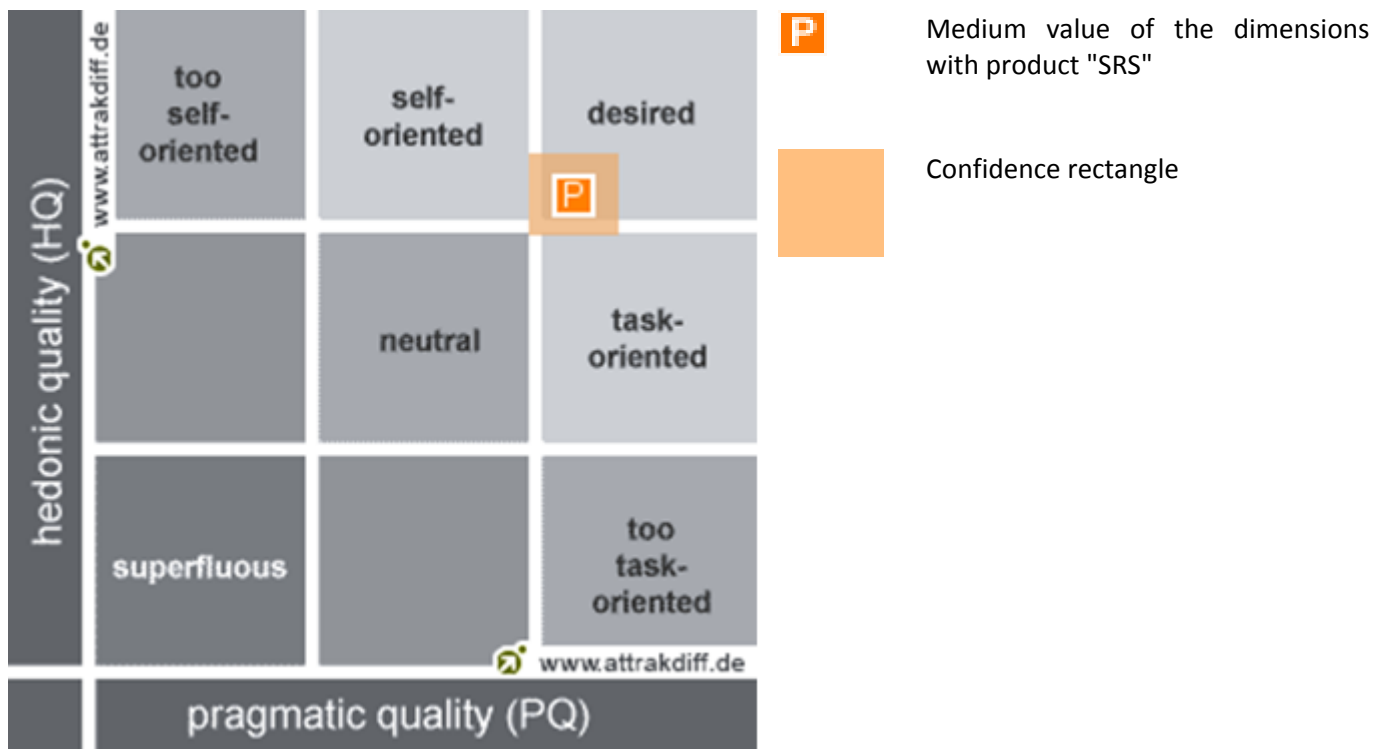 hedonic quality (HQ)
www.attrakdiff.de
too
self-
oriented
self-
oriented
desired
P
neutral
task-
oriented
superfluous
too
task-
oriented
www.attrakdiff.de
pragmatic quality (PQ)
P
Medium value of the dimensions
with product "SRS"
Confidence rectangle